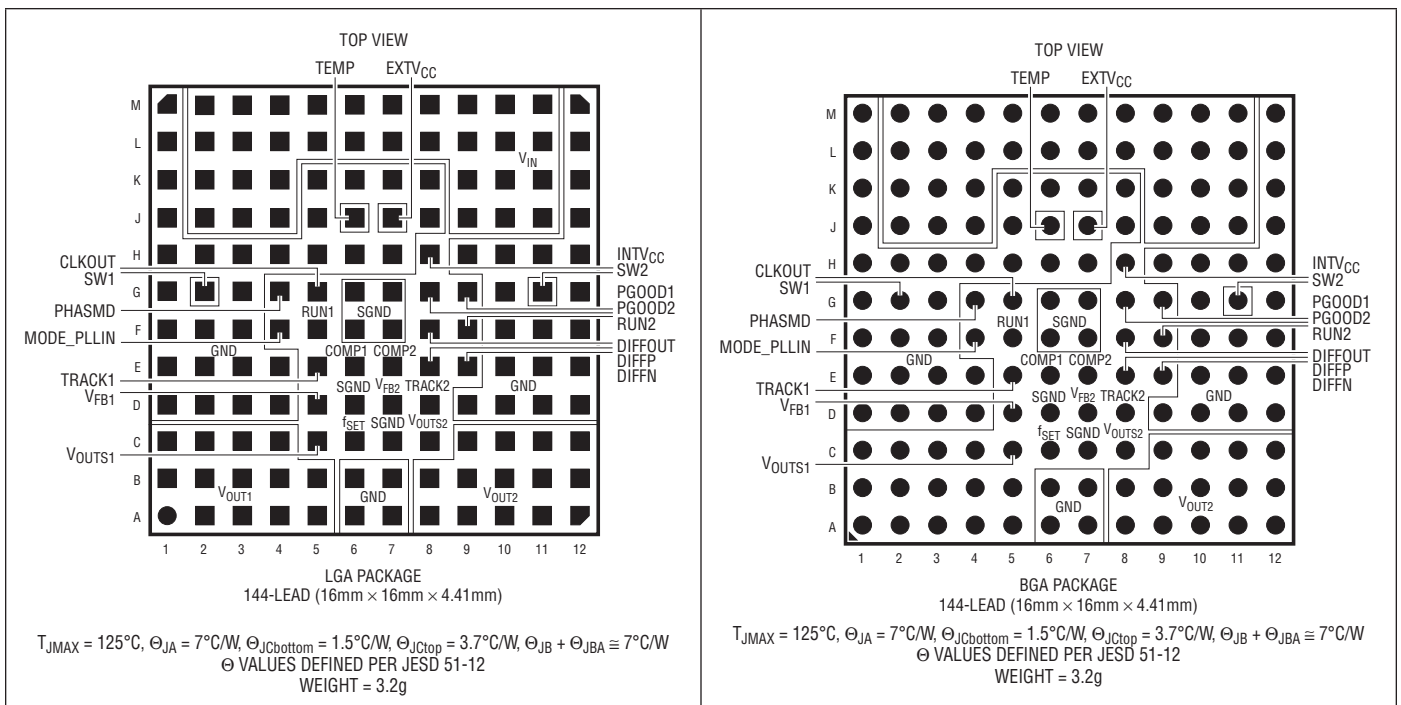 TOP VIEW
TEMP EXTVCC
M
L
VIN
K
J
H
CLKOUT
SW1
INTVCC
SW2
G
PHASMD
RUN1 SGND
PGOOD1
PGOOD2
RUN2
F
MODE_PLLIN
GND COMP1 COMP2
DIFFOUT
DIFFP
DIFFN
E
TRACK1
SGND VFB2 TRACK2 GND
VFB1
D
fSET SGND VOUTS2
C
VOUTS1
B
VOUT1 GND VOUT2
A
1 2 3 4 5 6 7 8 9 10 11 12
LGA PACKAGE
144-LEAD (16mm × 16mm × 4.41mm)
TJMAX = 125°C, ΘJA = 7°C/W, ΘJCbottom = 1.5°C/W, ΘJCtop = 3.7°C/W, ΘJB + ΘJBA ≅ 7°C/W
Θ VALUES DEFINED PER JESD 51-12
WEIGHT = 3.2g
TOP VIEW
TEMP EXTVCC
M
L
K
J
H
CLKOUT
SW1
INTVCC
SW2
G
PHASMD
RUN1 SGND
PGOOD1
PGOOD2
RUN2
F
MODE_PLLIN
GND COMP1 COMP2
DIFFOUT
DIFFP
DIFFN
E
TRACK1
SGND VFB2 TRACK2 GND
VFB1
D
fSET SGND VOUTS2
C
VOUTS1
B
GND VOUT2
A
1 2 3 4 5 6 7 8 9 10 11 12
BGA PACKAGE
144-LEAD (16mm × 16mm × 4.41mm)
TJMAX = 125°C, ΘJA = 7°C/W, ΘJCbottom = 1.5°C/W, ΘJCtop = 3.7°C/W, ΘJB + ΘJBA ≅ 7°C/W
Θ VALUES DEFINED PER JESD 51-12
WEIGHT = 3.2g